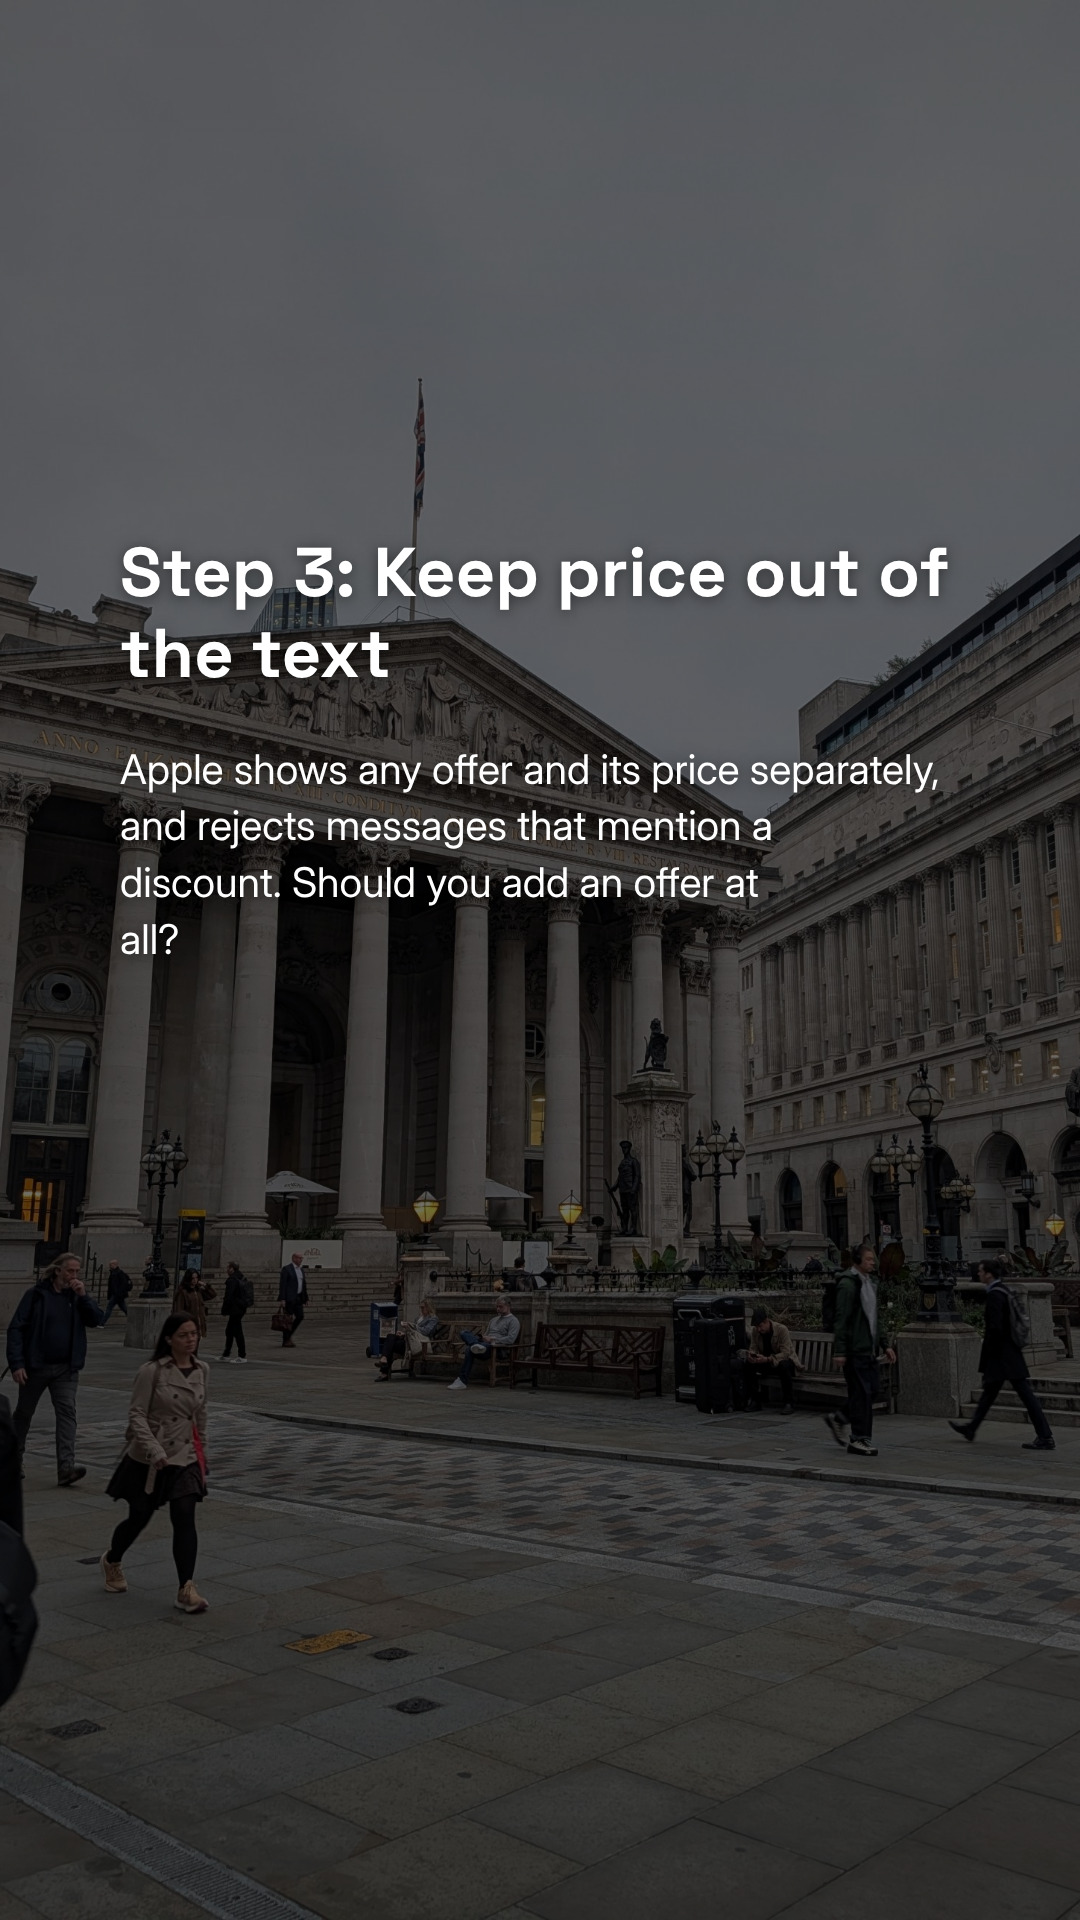 Step 3: Keep price out of
the text
Apple shows any offer and its price separately,
and rejects messages that mention a
discount. Should you add an offer at
all?
ANNO